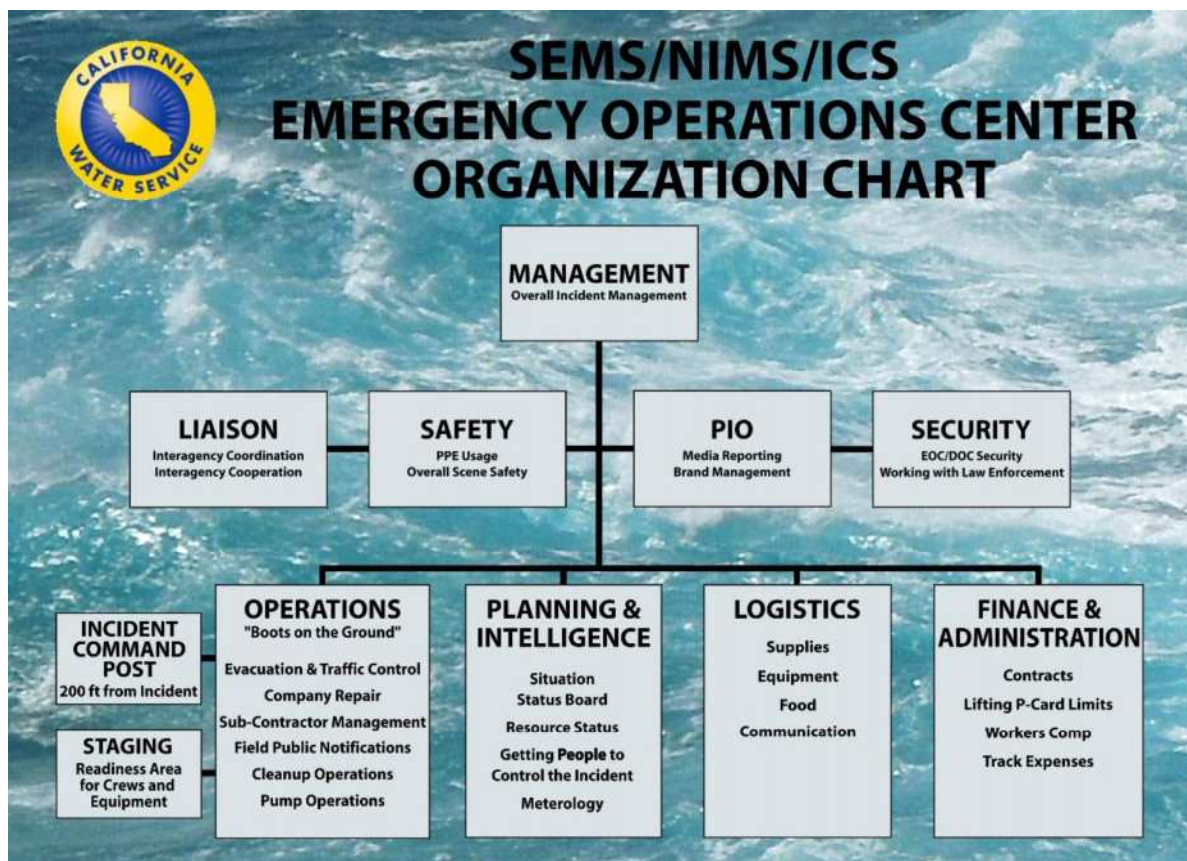 CALIFORNIA
WATER SERVICE
SEMS/NIMS/ICS
EMERGENCY OPERATIONS CENTER
ORGANIZATION CHART
MANAGEMENT
Overall Incident Management
LIAISON
Interagency Coordination
Interagency Cooperation
SAFETY
PPE Usage
Overall Scene Safety
PIO
Media Reporting
Brand Management
SECURITY
EOC/DOC Security
Working with Law Enforcement
INCIDENT
COMMAND
POST
200 ft from Incident
STAGING
Readiness Area
for Crews and
Equipment
OPERATIONS
"Boots on the Ground"
Evacuation & Traffic Control
Company Repair
Sub-Contractor Management
Field Public Notifications
Cleanup Operations
Pump Operations
PLANNING &
INTELLIGENCE
Situation
Status Board
Resource Status
Getting People to
Control the Incident
Meterology
LOGISTICS
Supplies
Equipment
Food
Communication
FINANCE &
ADMINISTRATION
Contracts
Lifting P-Card Limits
Workers Comp
Track Expenses